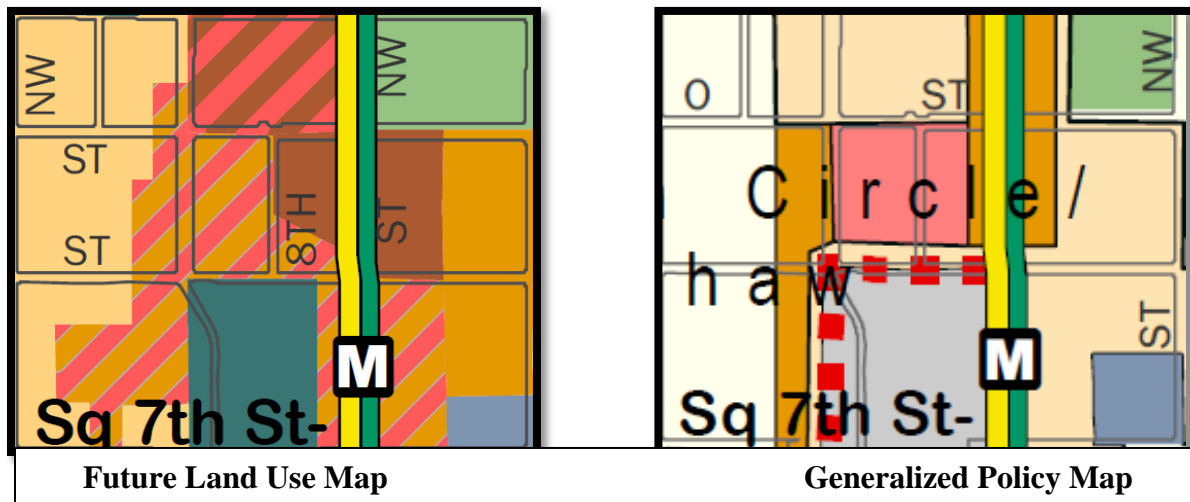 NW
NW
ST
8TH
ST
ST
M
Sq 7th St-
Future Land Use Map
O
ST
NW
Circle/
haw
ST
M
Sq 7th St-
Generalized Policy Map